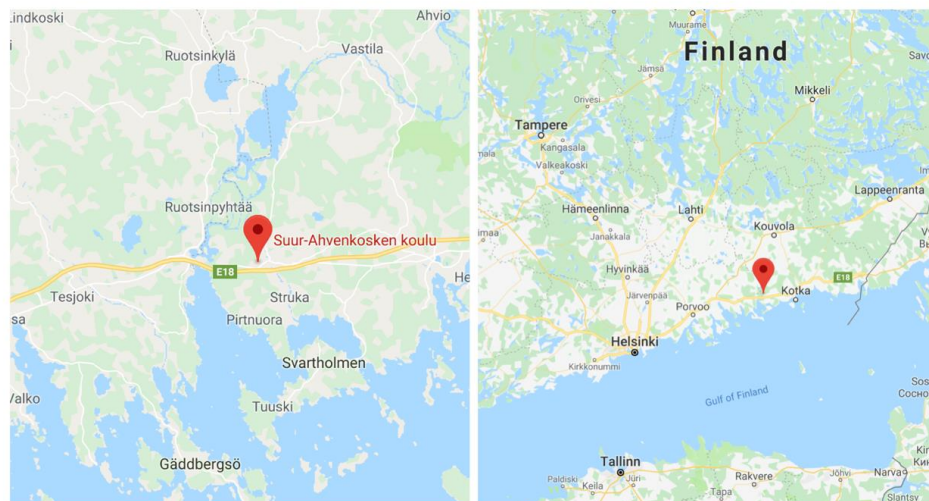 Lindkoski
Ahvio
Ruotsinkylä
Vastila
Ruotsinpyhtää
Suur-Ahvenkosken koulu
E18
Tesjoki
Struka
Pirtnuora
Svartholmen
Valko
Tuuski
Gäddbergsö
Muurame
Finland
Jämsä
Mikkeli
Orivesi
Tampere
Kangasala
Valkeakoski
Lappeenranta
Hämeenlinna
Lahti
Kouvola
Janakkala
Hyvinkää
E18
Järvenpää
Porvoo
Kotka
Helsinki
Kirkkonummi
Gulf of Finland
Tallinn
Paldiski
Keila
Jüri
Rakvere
Tapa
Jõhvi
Narva
Slantsy